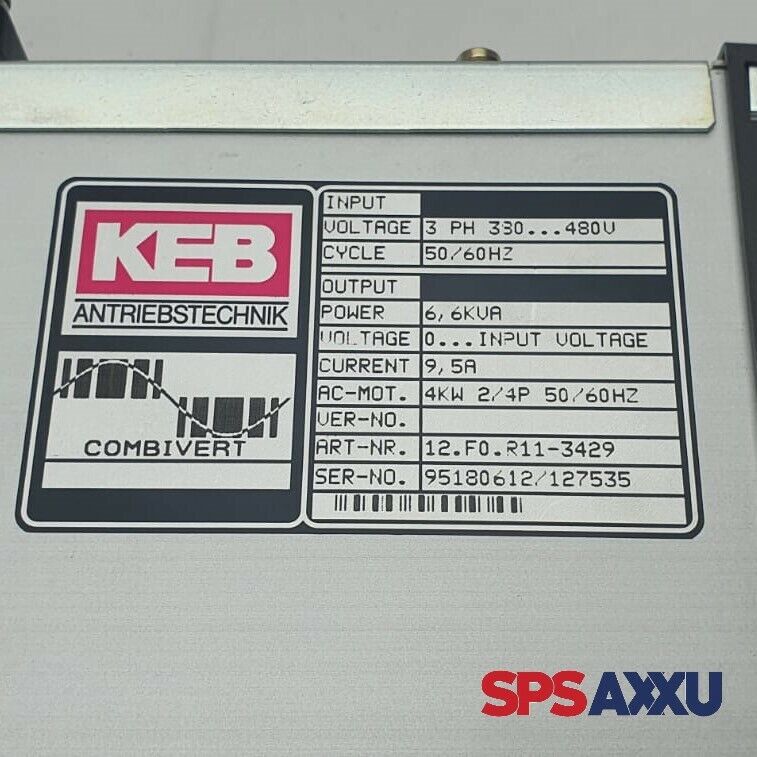 KEB
ANTRIEBSTECHNIK
COMBIVERT
INPUT
VOLTAGE 3 PH 380...480V
CYCLE 50/60HZ
OUTPUT
POWER 6,6KVA
VOLTAGE 0...INPUT VOLTAGE
CURRENT 9,5A
AC-MOT. 4KW 2/4P 50/60HZ
VER-NO.
ART-NR. 12.F0.R11-3429
SER-NO. 95180612/127535
SPSAXXU